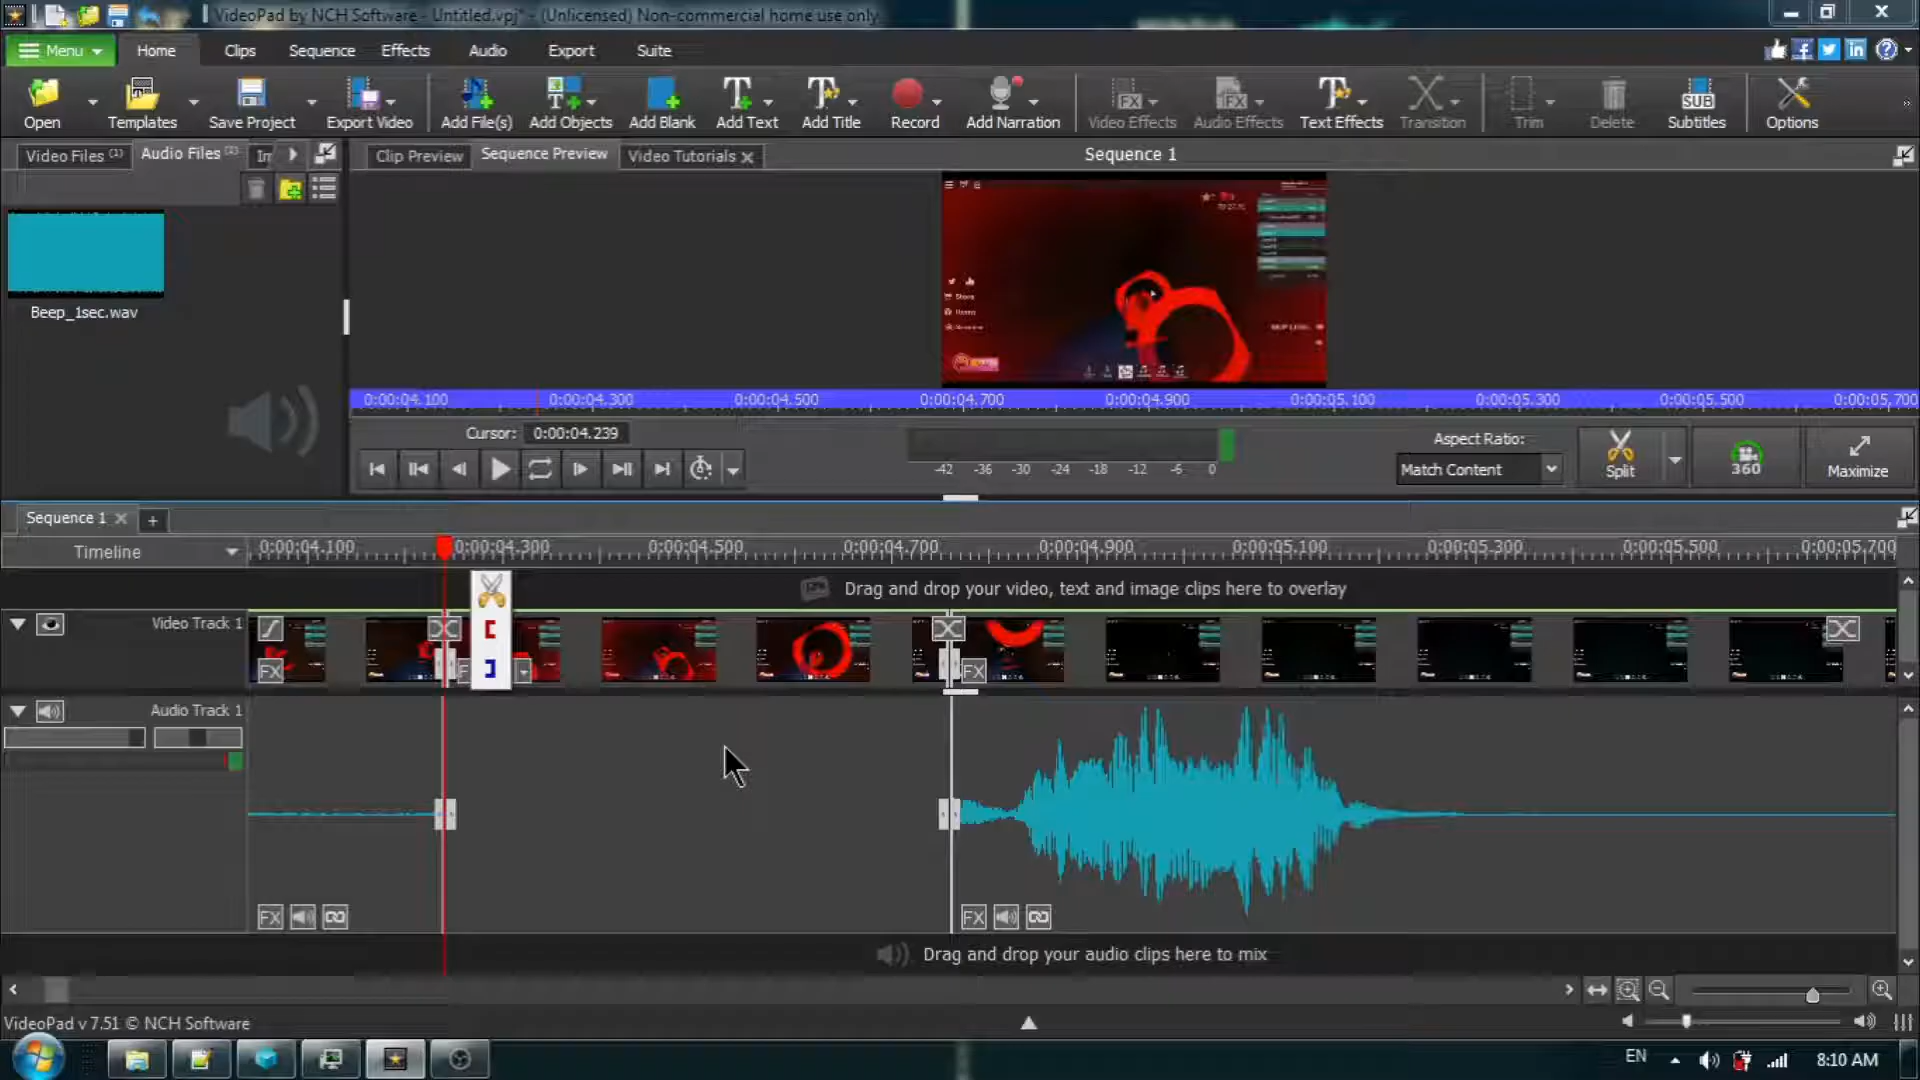 VideoPad by NCH Software - Untitled.vpj* - (Unlicensed) Non-commercial home use only
Menu Home Clips Sequence Effects Audio Export Suite
Open Templates Save Project Export Video Add File(s) Add Objects Add Blank Add Text Add Title Record Add Narration Video Effects Audio Effects Text Effects Transition Trim Delete Subtitles Options
Video Files (1) Audio Files Im Clip Preview Sequence Preview Video Tutorials Sequence 1
Beep_1sec.wav
0:00:04.100 0:00:04.300 0:00:04.500 0:00:04.700 0:00:04.900 0:00:05.100 0:00:05.300 0:00:05.500 0:00:05.700
Cursor: 0:00:04.239
-42 -36 -30 -24 -18 -12 -6 0
Aspect Ratio:
Match Content
Split 360 Maximize
Sequence 1
Timeline 0:00:04.100 0:00:04.300 0:00:04.500 0:00:04.700 0:00:04.900 0:00:05.100 0:00:05.300 0:00:05.500 0:00:05.700
Drag and drop your video, text and image clips here to overlay
Video Track 1
FX FX
Audio Track 1
FX FX
Drag and drop your audio clips here to mix
VideoPad v 7.51 © NCH Software
EN 8:10 AM